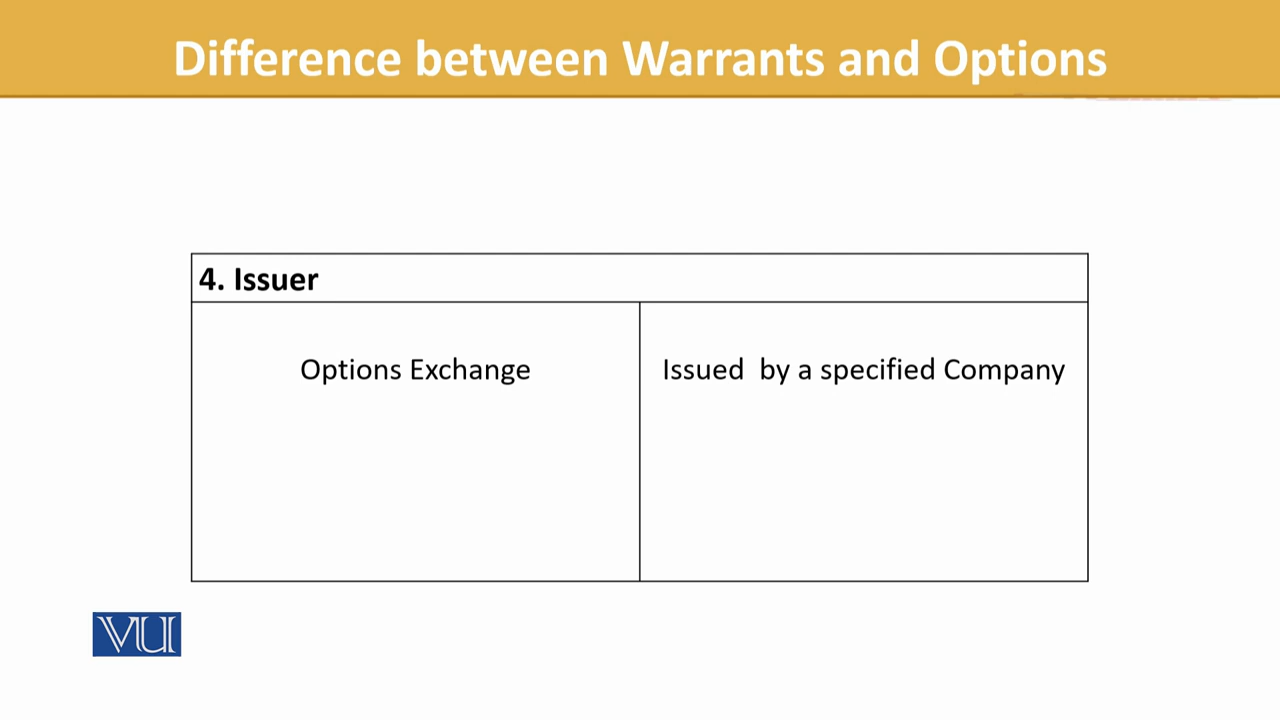 Difference between Warrants and Options
4. Issuer
Options Exchange
Issued  by a specified Company
VU